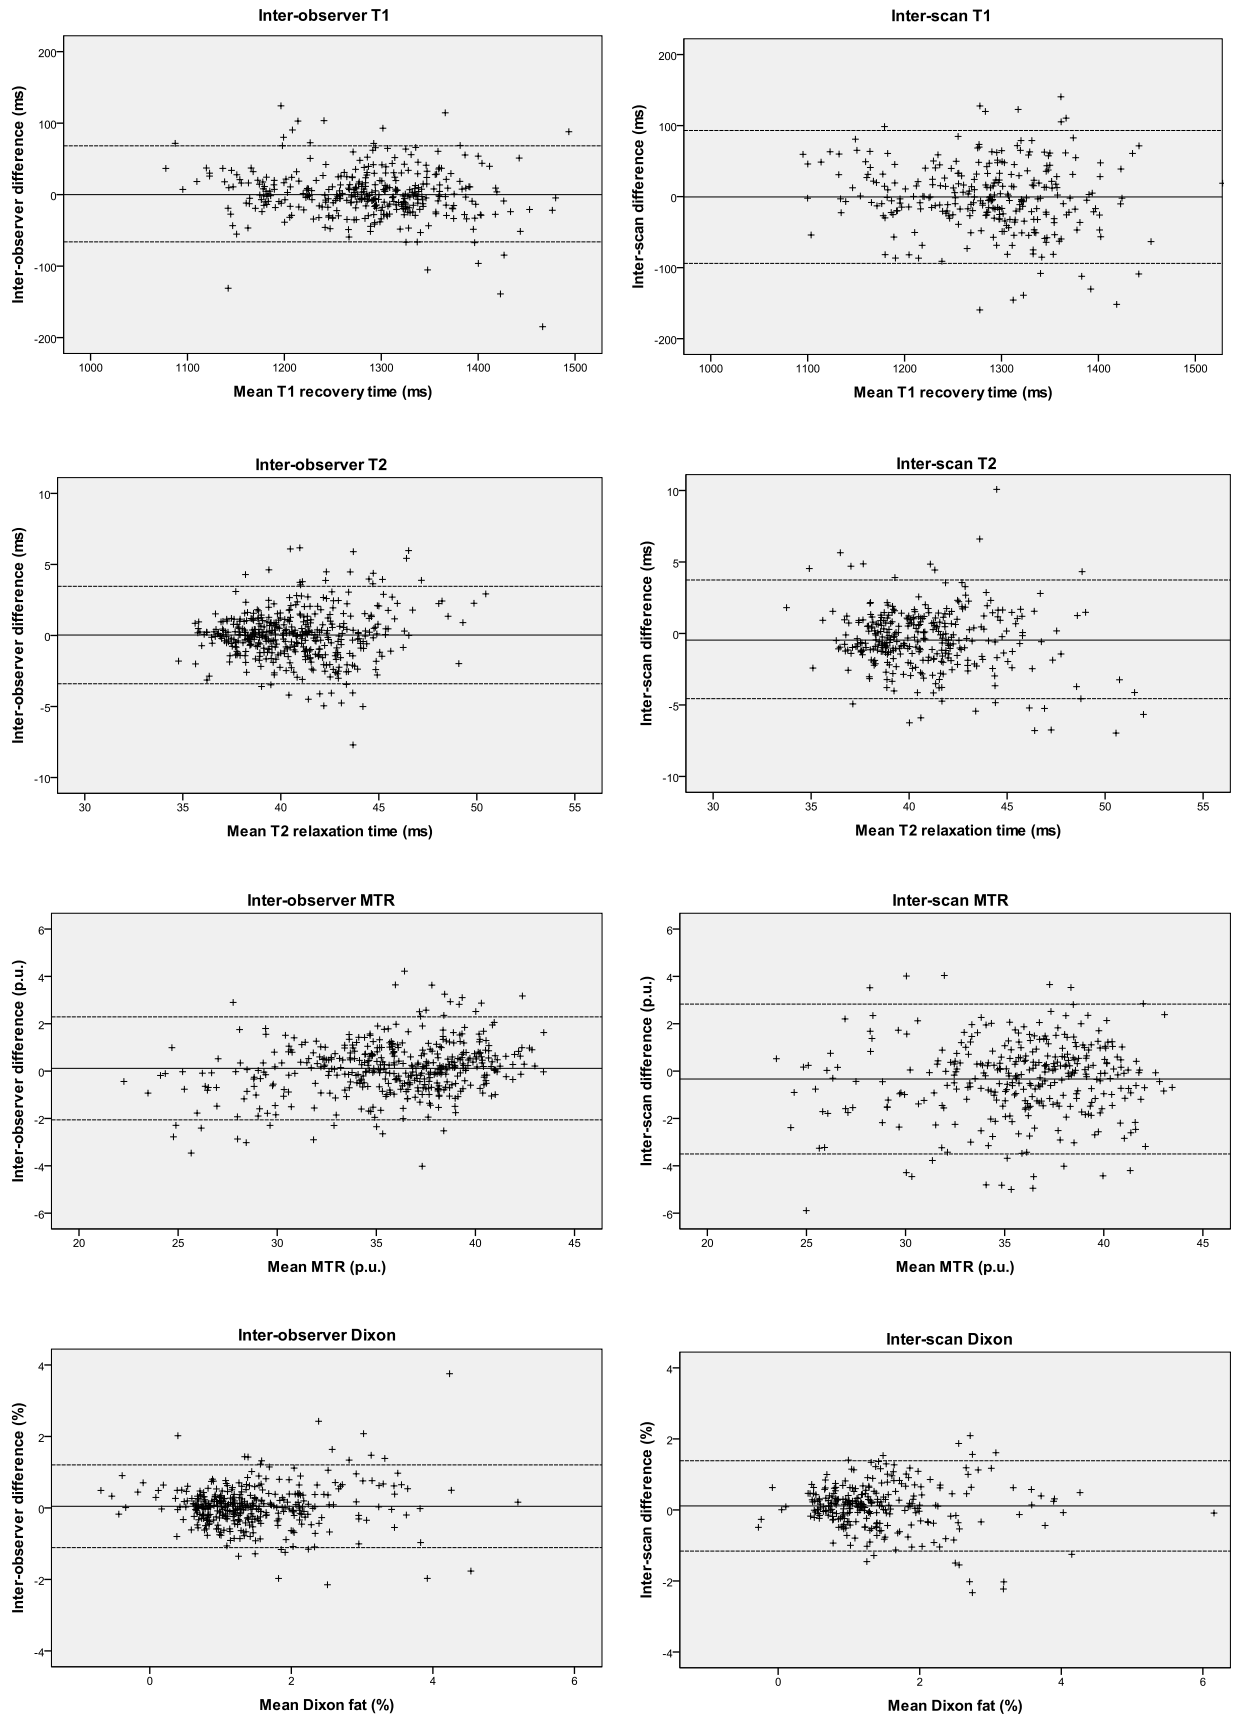 Inter-observer T1
Inter-observer difference (ms)
200
100
0
-100
-200
1000 1100 1200 1300 1400 1500
Mean T1 recovery time (ms)
Inter-scan T1
Inter-scan difference (ms)
200
100
0
-100
-200
1000 1100 1200 1300 1400 1500
Mean T1 recovery time (ms)
Inter-observer T2
Inter-observer difference (ms)
10
5
0
-5
-10
30 35 40 45 50 55
Mean T2 relaxation time (ms)
Inter-scan T2
Inter-scan difference (ms)
10
5
0
-5
-10
30 35 40 45 50 55
Mean T2 relaxation time (ms)
Inter-observer MTR
Inter-observer difference (p.u.)
6
4
2
0
-2
-4
-6
20 25 30 35 40 45
Mean MTR (p.u.)
Inter-scan MTR
Inter-scan difference (p.u.)
6
4
2
0
-2
-4
-6
20 25 30 35 40 45
Mean MTR (p.u.)
Inter-observer Dixon
Inter-observer difference (%)
4
2
0
-2
-4
0 2 4 6
Mean Dixon fat (%)
Inter-scan Dixon
Inter-scan difference (%)
4
2
0
-2
-4
0 2 4 6
Mean Dixon fat (%)